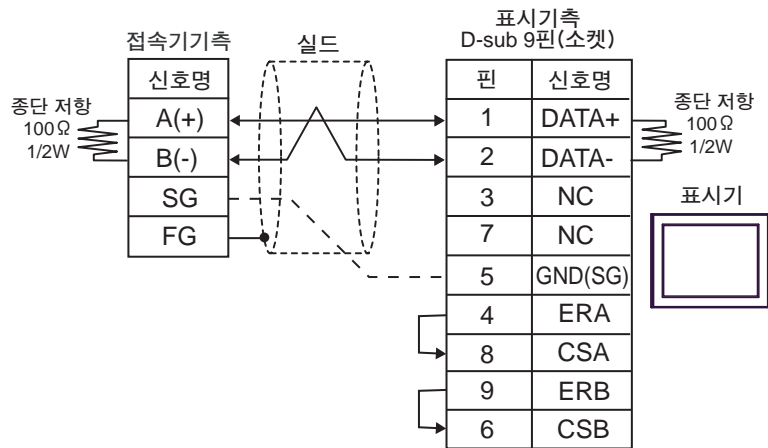 접속기기측
실드
표시기측
D-sub 9핀(소켓)
신호명
A(+)
B(-)
SG
FG
종단 저항
100Ω
1/2W
핀 신호명
1 DATA+
2 DATA-
3 NC
7 NC
5 GND(SG)
4 ERA
8 CSA
9 ERB
6 CSB
종단 저항
100Ω
1/2W
표시기